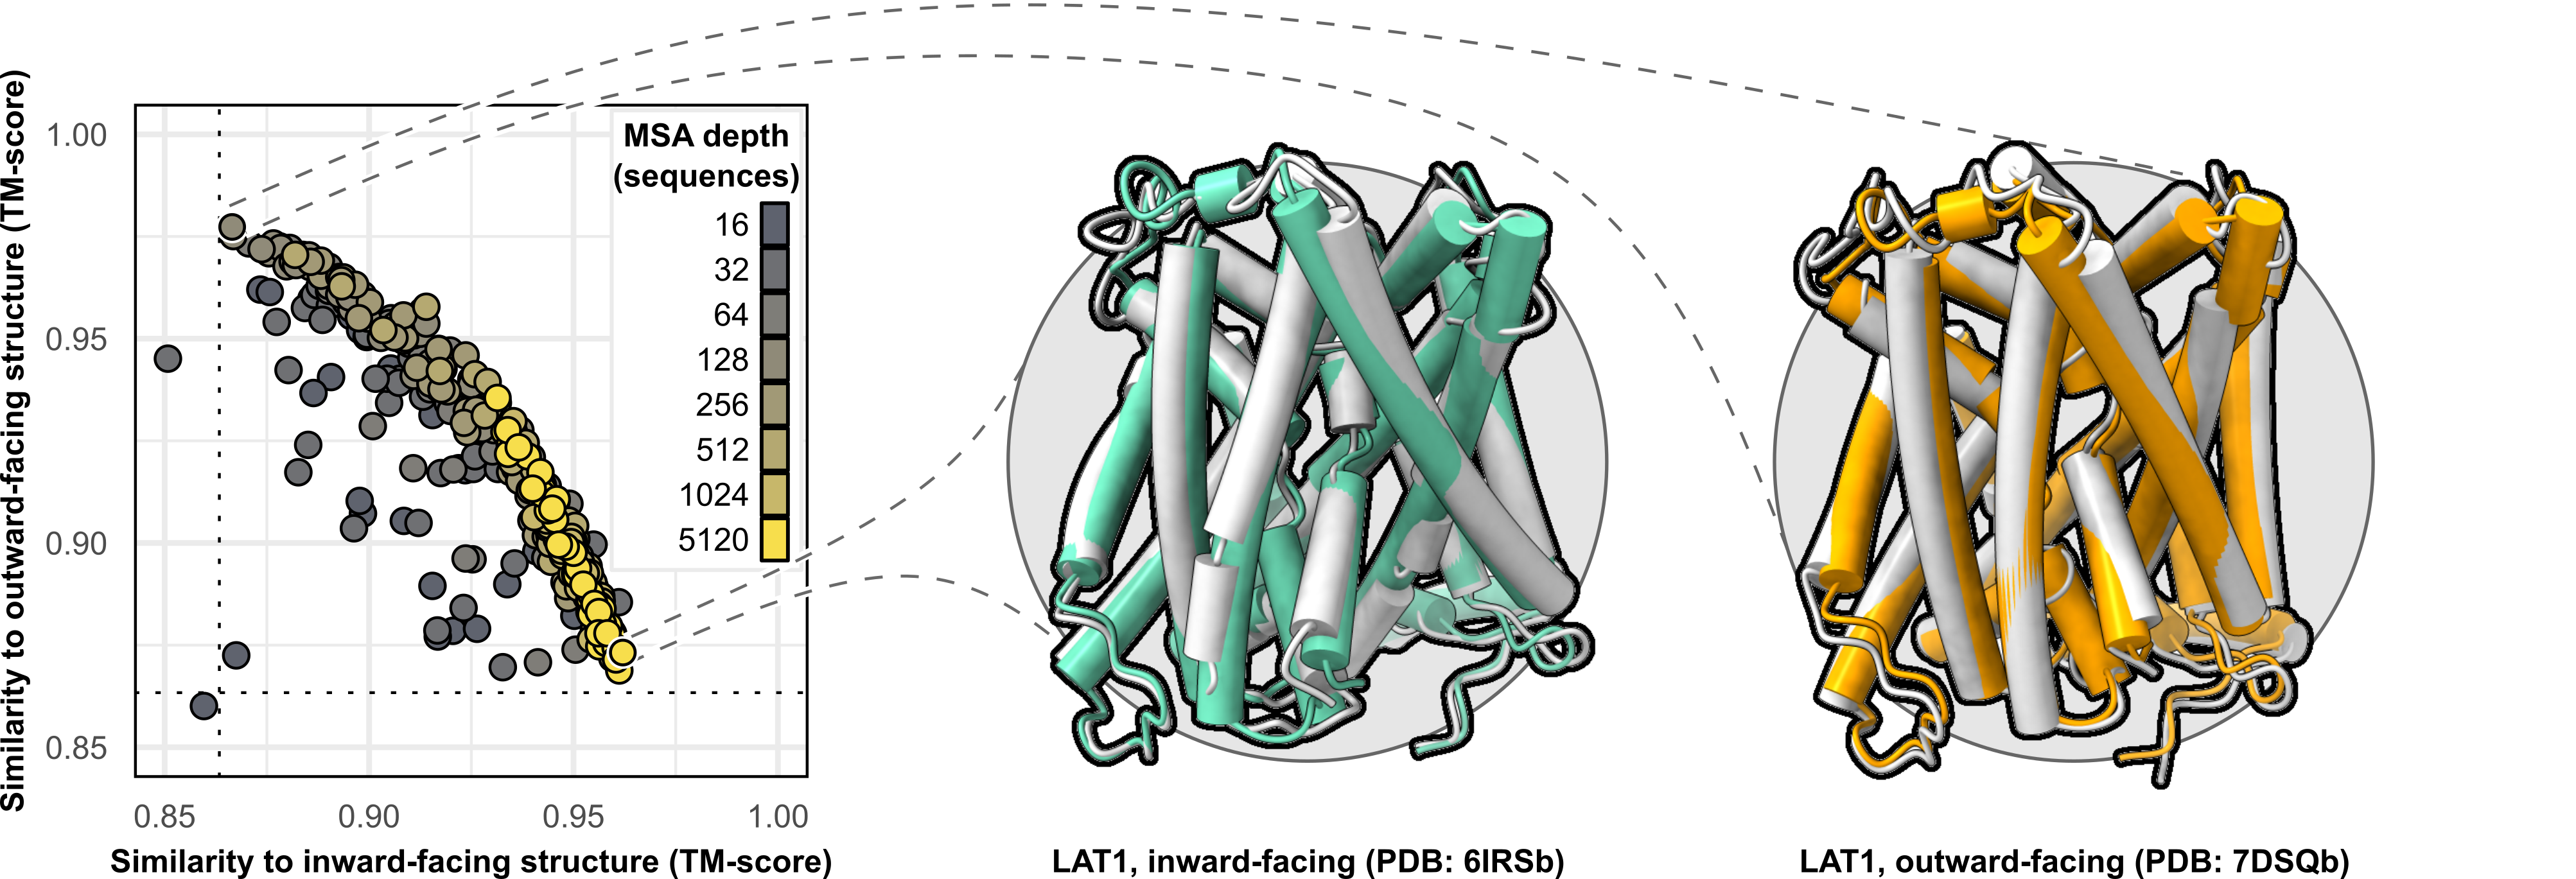 Similarity to outward-facing structure (TM-score)
1.00
0.95
0.90
0.85
MSA depth
(sequences)
16
32
64
128
256
512
1024
5120
0.85 0.90 0.95 1.00
Similarity to inward-facing structure (TM-score)
LAT1, inward-facing (PDB: 6IRSb)
LAT1, outward-facing (PDB: 7DSQb)